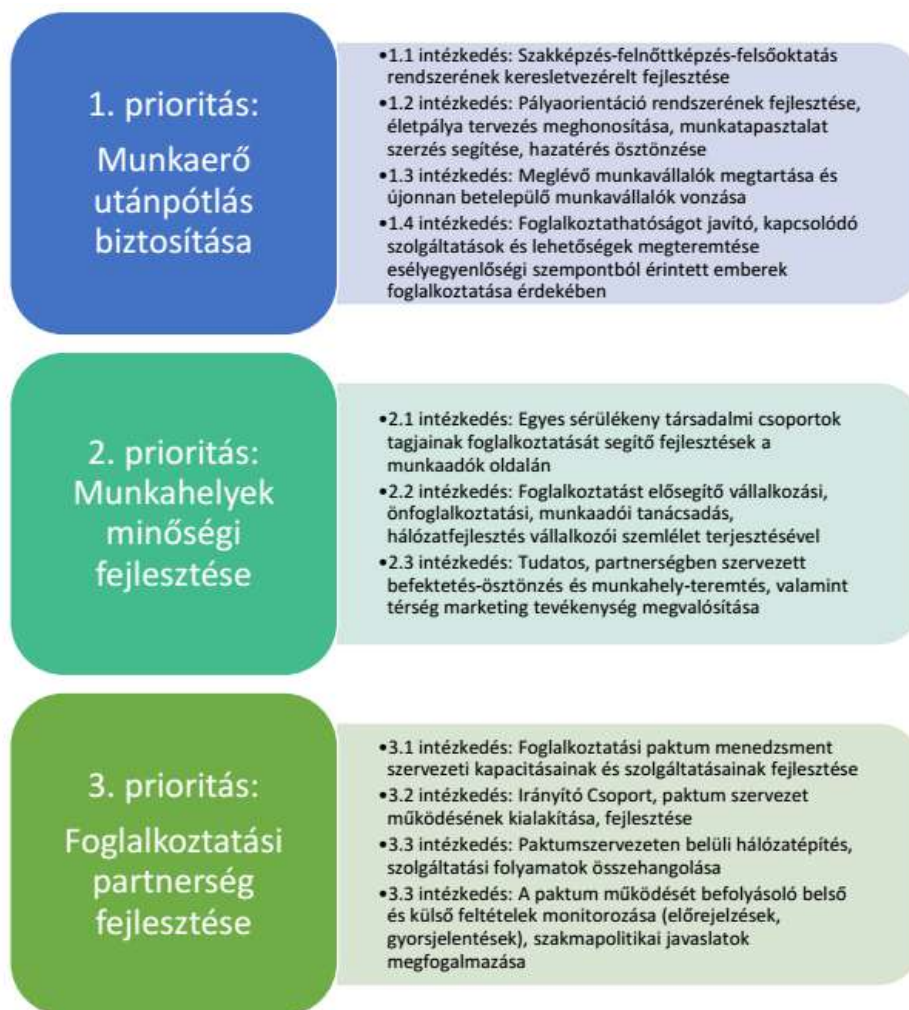 1. prioritás:
Munkaerő
utánpótlás
biztosítása
•1.1 intézkedés: Szakképzés-felnőttképzés-felsőoktatás
rendszerének keresletvezérelt fejlesztése
•1.2 intézkedés: Pályaorientáció rendszerének fejlesztése,
életpálya tervezés meghonosítása, munkatapasztalat
szerzés segítése, hazatérés ösztönzése
•1.3 intézkedés: Meglévő munkavállalók megtartása és
újonnan betelepülő munkavállalók vonzása
•1.4 intézkedés: Foglalkoztathatóságot javító, kapcsolódó
szolgáltatások és lehetőségek megteremtése
esélyegyenlőségi szempontból érintett emberek
foglalkoztatása érdekében
2. prioritás:
Munkahelyek
minőségi
fejlesztése
•2.1 intézkedés: Egyes sérülékeny társadalmi csoportok
tagjainak foglalkoztatását segítő fejlesztések a
munkaadók oldalán
•2.2 intézkedés: Foglalkoztatást elősegítő vállalkozási,
önfoglalkoztatási, munkaadói tanácsadás,
hálózatfejlesztés vállalkozói szemlélet terjesztésével
•2.3 intézkedés: Tudatos, partnerségben szervezett
befektetés-ösztönzés és munkahely-teremtés, valamint
térség marketing tevékenység megvalósítása
3. prioritás:
Foglalkoztatási
partnerség
fejlesztése
•3.1 intézkedés: Foglalkoztatási paktum menedzsment
szervezeti kapacitásainak és szolgáltatásainak fejlesztése
•3.2 intézkedés: Irányító Csoport, paktum szervezet
működésének kialakítása, fejlesztése
•3.3 intézkedés: Paktumszervezeten belüli hálózatépítés,
szolgáltatási folyamatok összehangolása
•3.3 intézkedés: A paktum működését befolyásoló belső
és külső feltételek monitorozása (előrejelzések,
gyorsjelentések), szakmapolitikai javaslatok
megfogalmazása